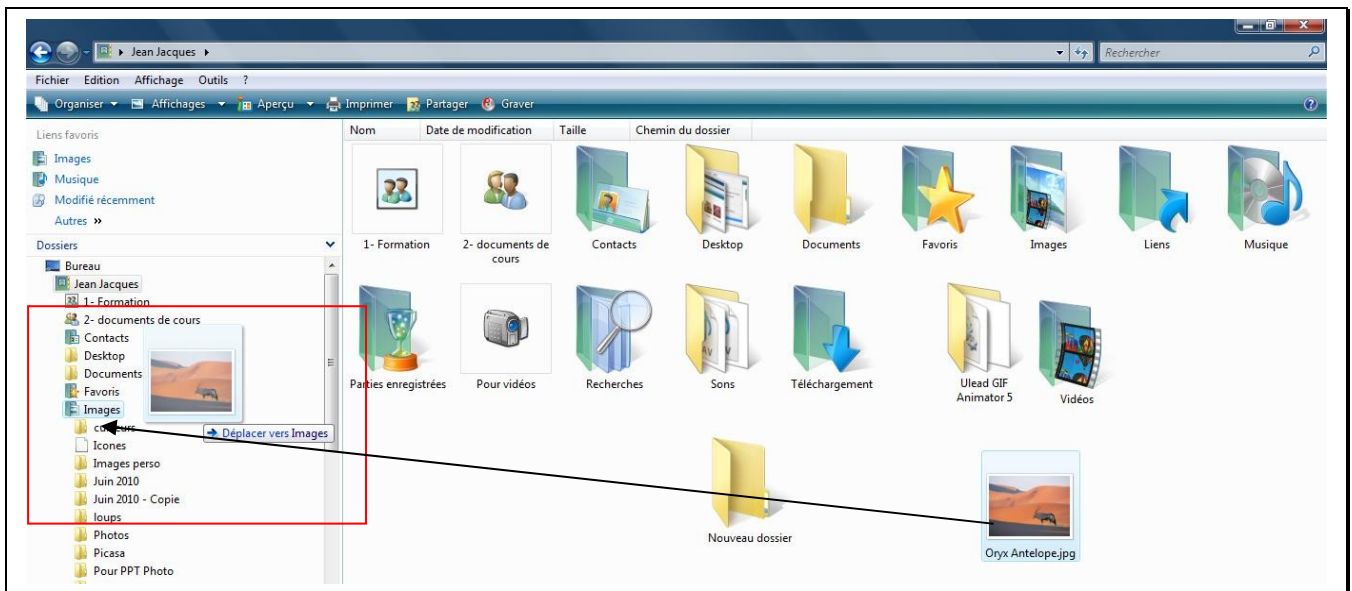 Jean Jacques
Rechercher
Fichier Edition Affichage Outils ?
Organiser Affichages Aperçu Imprimer Partager Graver
Liens favoris
Images
Musique
Modifié récemment
Autres »
Dossiers
Bureau
Jean Jacques
1- Formation
2- documents de cours
Contacts
Desktop
Documents
Favoris
Images
Déplacer vers Images
Icones
Images perso
Juin 2010
Juin 2010 - Copie
loups
Photos
Picasa
Pour PPT Photo
Nom Date de modification Taille Chemin du dossier
1- Formation
2- documents de
cours
Contacts
Desktop
Documents
Favoris
Images
Liens
Musique
Parties enregistrées
Pour vidéos
Recherches
Sons
Téléchargement
Ulead GIF
Animator 5
Vidéos
Nouveau dossier
Oryx Antelope.jpg